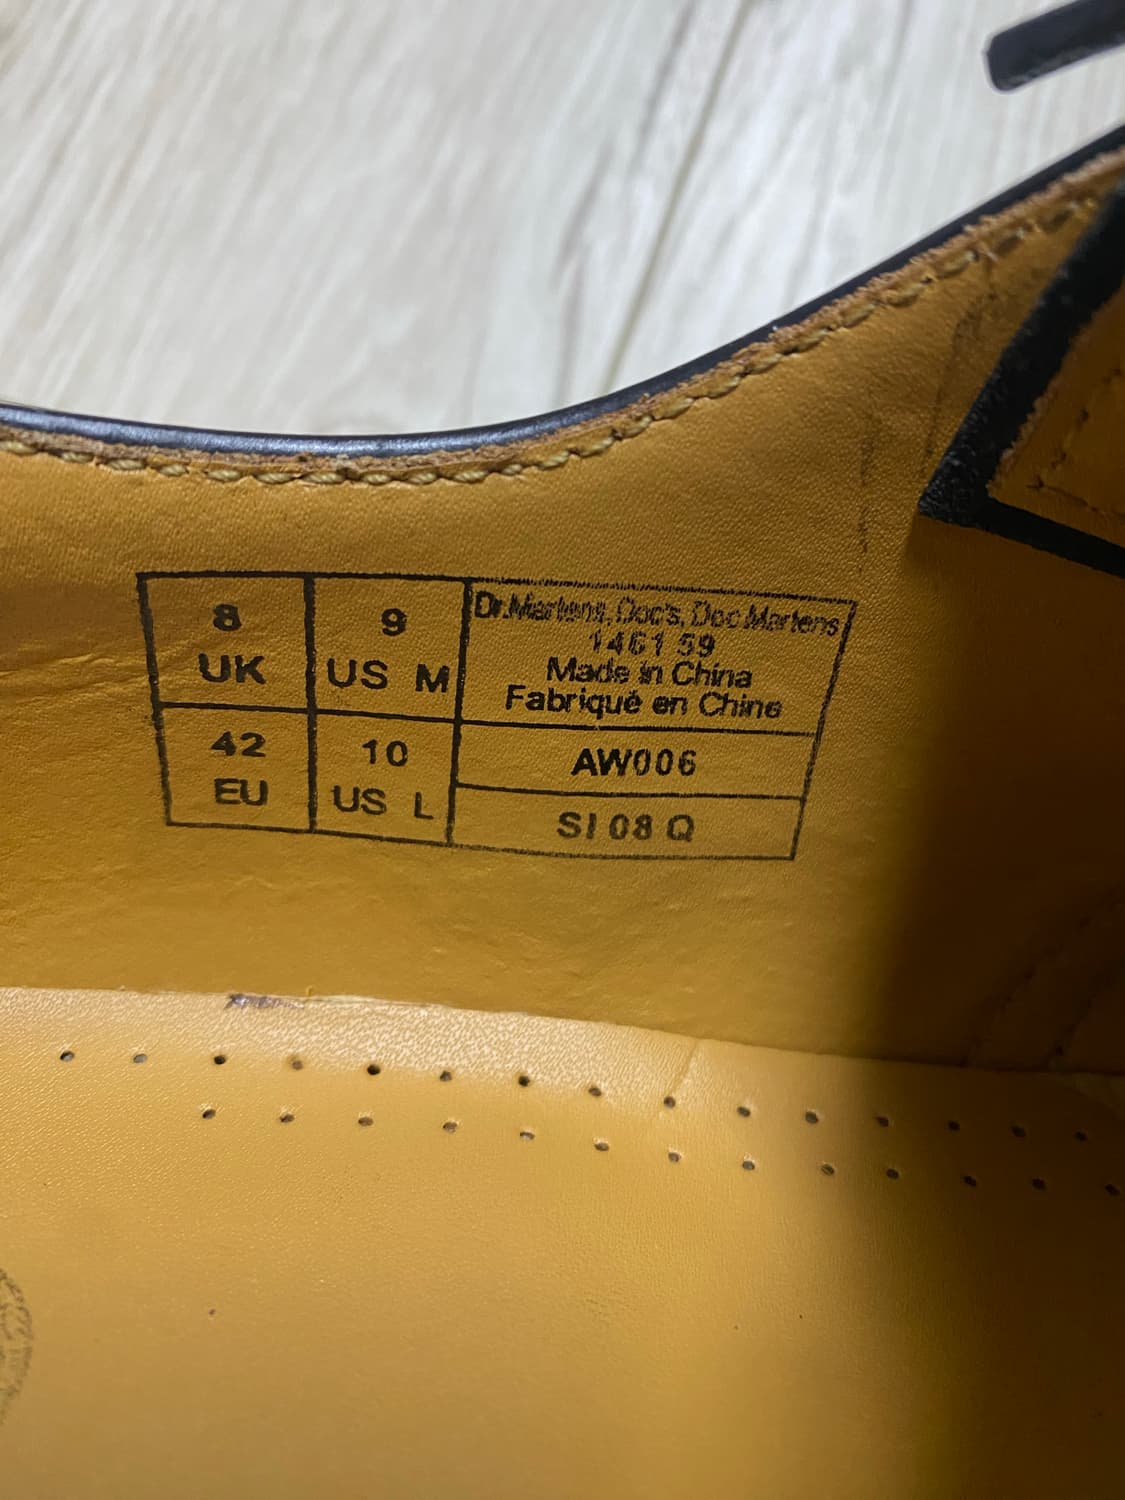 8
UK
9
US M
42
EU
10
US L
Dr.Martens, Doc's, Doc Martens
1461 59
Made in China
Fabriqué en Chine
AW006
SI 08 Q